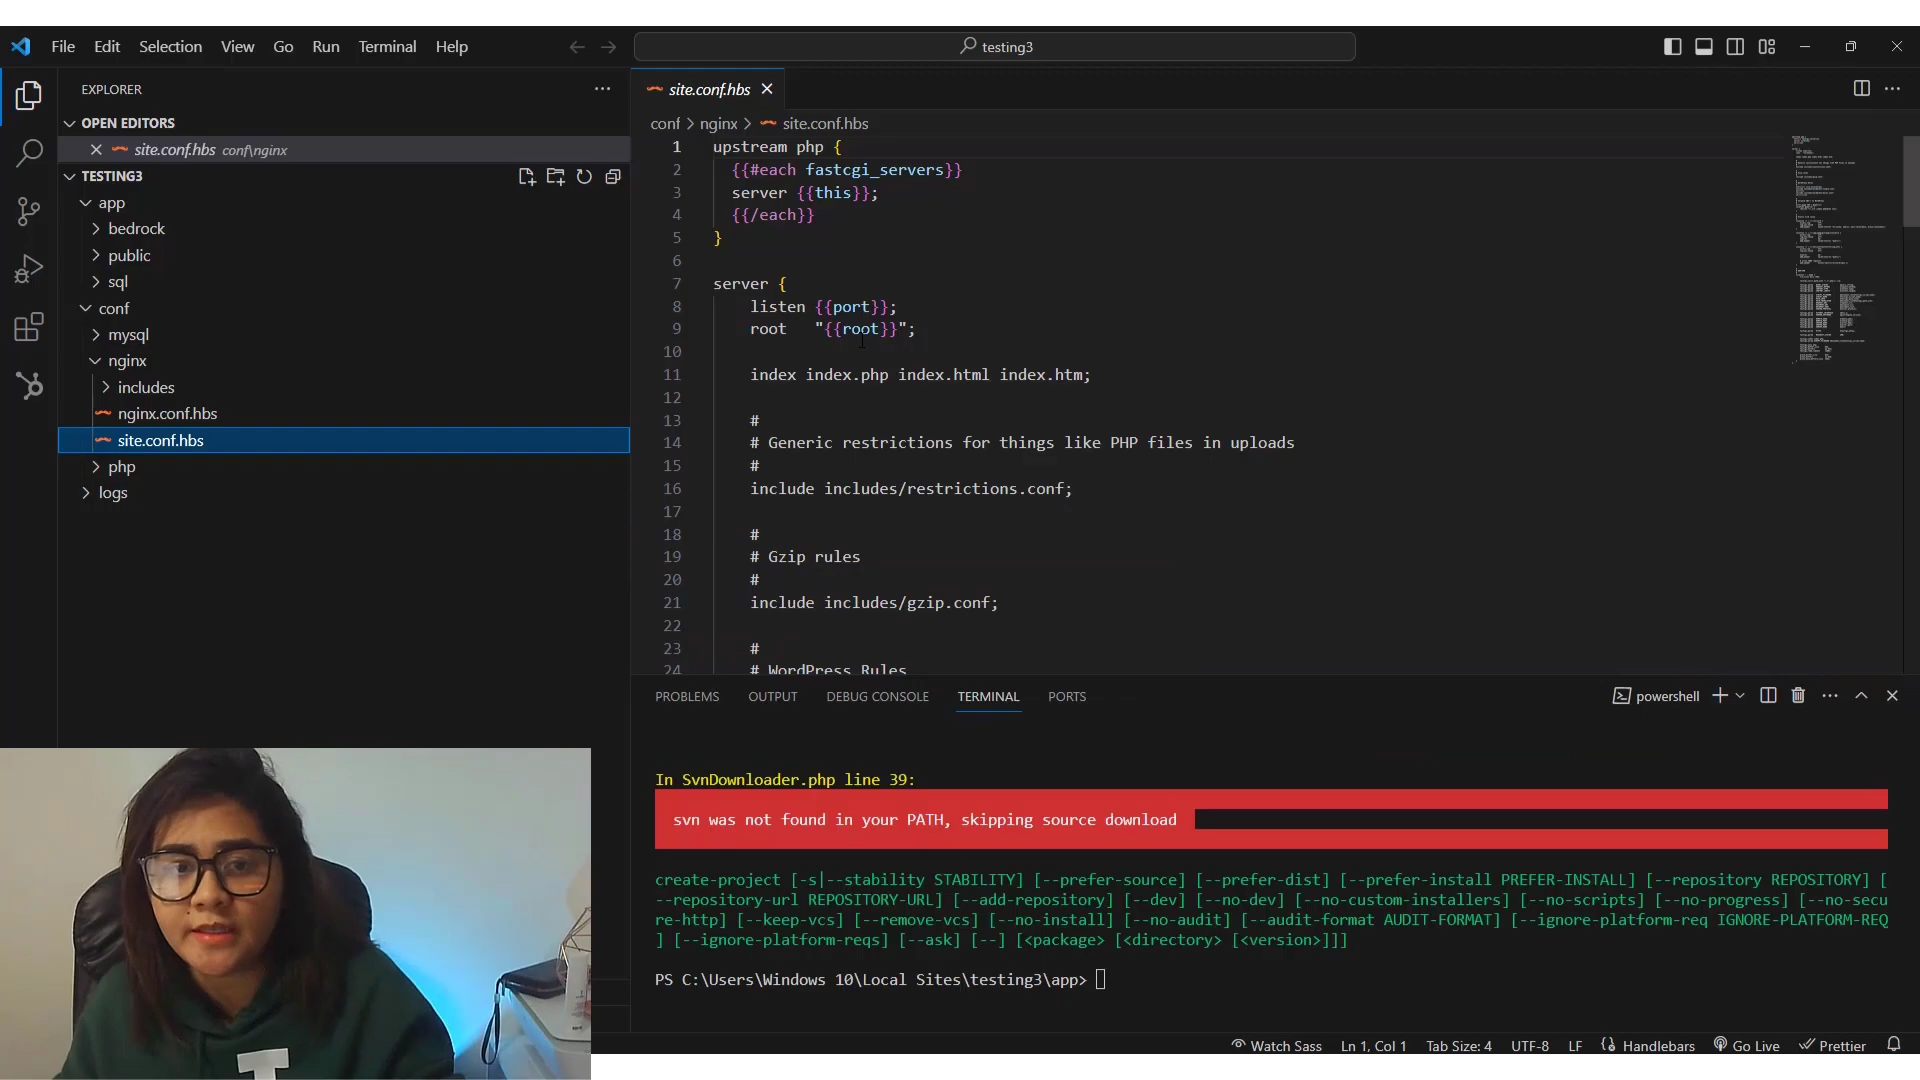 File Edit Selection View Go Run Terminal Help
testing3
EXPLORER
OPEN EDITORS
site.conf.hbs conf\nginx
TESTING3
app
bedrock
public
sql
conf
mysql
nginx
includes
nginx.conf.hbs
site.conf.hbs
php
logs
site.conf.hbs
conf > nginx > site.conf.hbs
1 upstream php {
2 {{#each fastcgi_servers}}
3 server {{this}};
4 {{/each}}
5 }
6
7 server {
8 listen {{port}};
9 root "{{root}}";
10
11 index index.php index.html index.htm;
12
13 #
14 # Generic restrictions for things like PHP files in uploads
15 #
16 include includes/restrictions.conf;
17
18 #
19 # Gzip rules
20 #
21 include includes/gzip.conf;
22
23 #
24 # WordPress Rules
PROBLEMS OUTPUT DEBUG CONSOLE TERMINAL PORTS
powershell
In SvnDownloader.php line 39:
svn was not found in your PATH, skipping source download
create-project [-s|--stability STABILITY] [--prefer-source] [--prefer-dist] [--prefer-install PREFER-INSTALL] [--repository REPOSITORY] [
--repository-url REPOSITORY-URL] [--add-repository] [--dev] [--no-dev] [--no-custom-installers] [--no-scripts] [--no-progress] [--no-secu
re-http] [--keep-vcs] [--remove-vcs] [--no-install] [--no-audit] [--audit-format AUDIT-FORMAT] [--ignore-platform-req IGNORE-PLATFORM-REQ
] [--ignore-platform-reqs] [--ask] [--] [<package> [<directory> [<version>]]]
PS C:\Users\Windows 10\Local Sites\testing3\app>
Watch Sass Ln 1, Col 1 Tab Size: 4 UTF-8 LF Handlebars Go Live Prettier